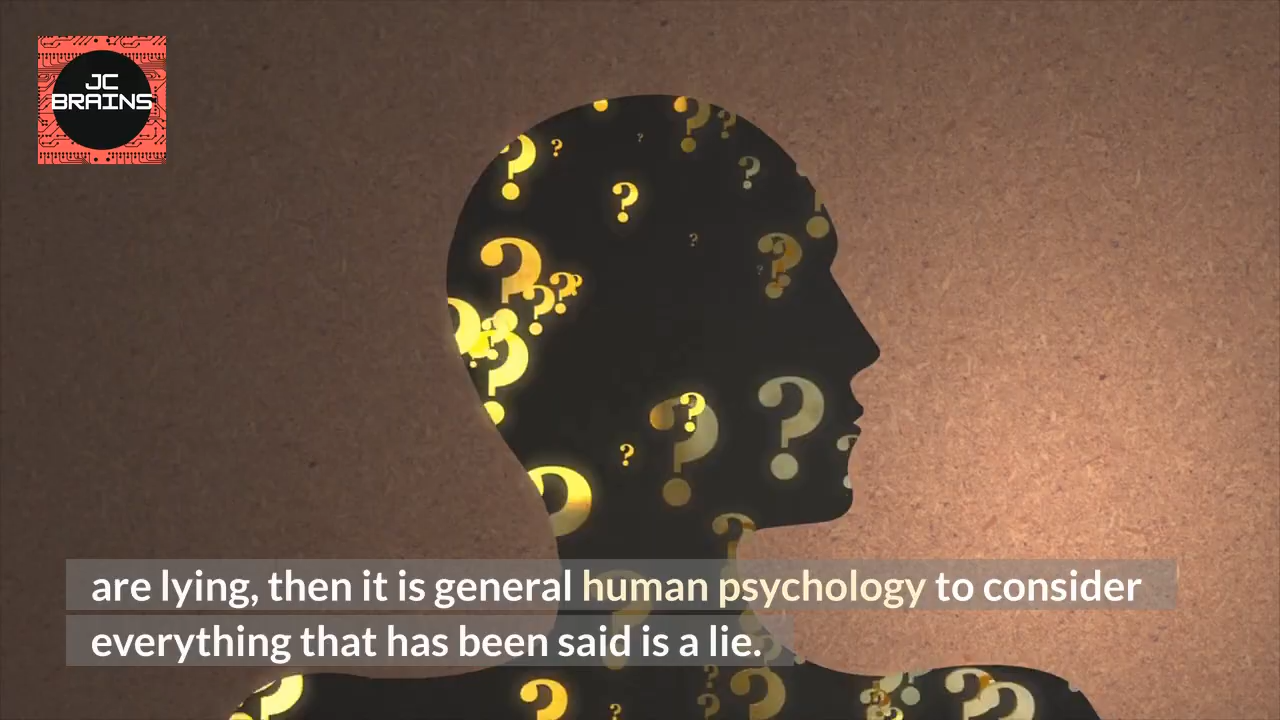 JC
BRAINS
are lying, then it is general human psychology to consider
everything that has been said is a lie.